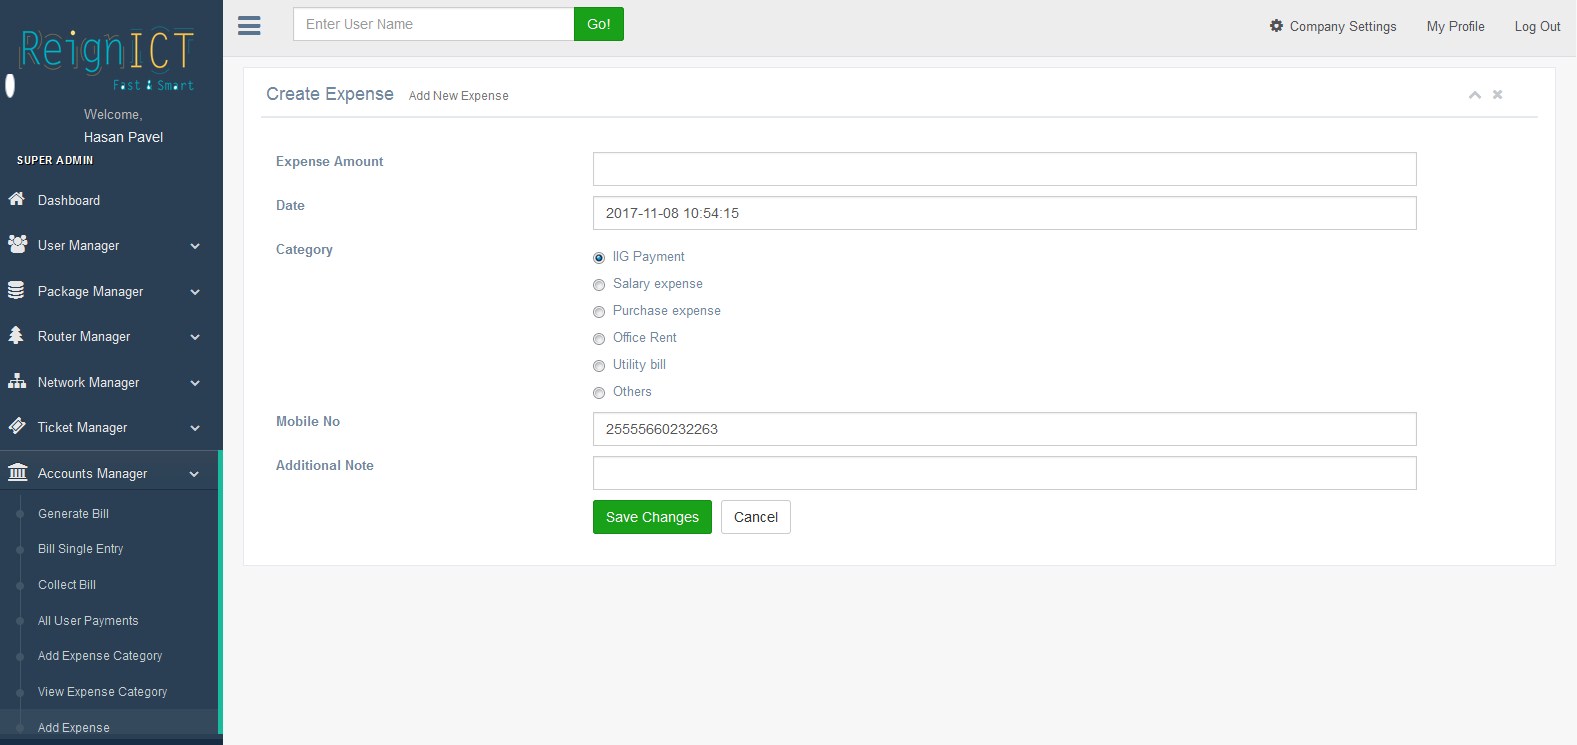 ReignICT
Fast & Smart
Welcome,
Hasan Pavel
SUPER ADMIN
Dashboard
User Manager
Package Manager
Router Manager
Network Manager
Ticket Manager
Accounts Manager
Generate Bill
Bill Single Entry
Collect Bill
All User Payments
Add Expense Category
View Expense Category
Add Expense
Enter User Name Go!
Company Settings My Profile Log Out
Create Expense Add New Expense
Expense Amount
Date 2017-11-08 10:54:15
Category IIG Payment
Salary expense
Purchase expense
Office Rent
Utility bill
Others
Mobile No 25555660232263
Additional Note
Save Changes Cancel